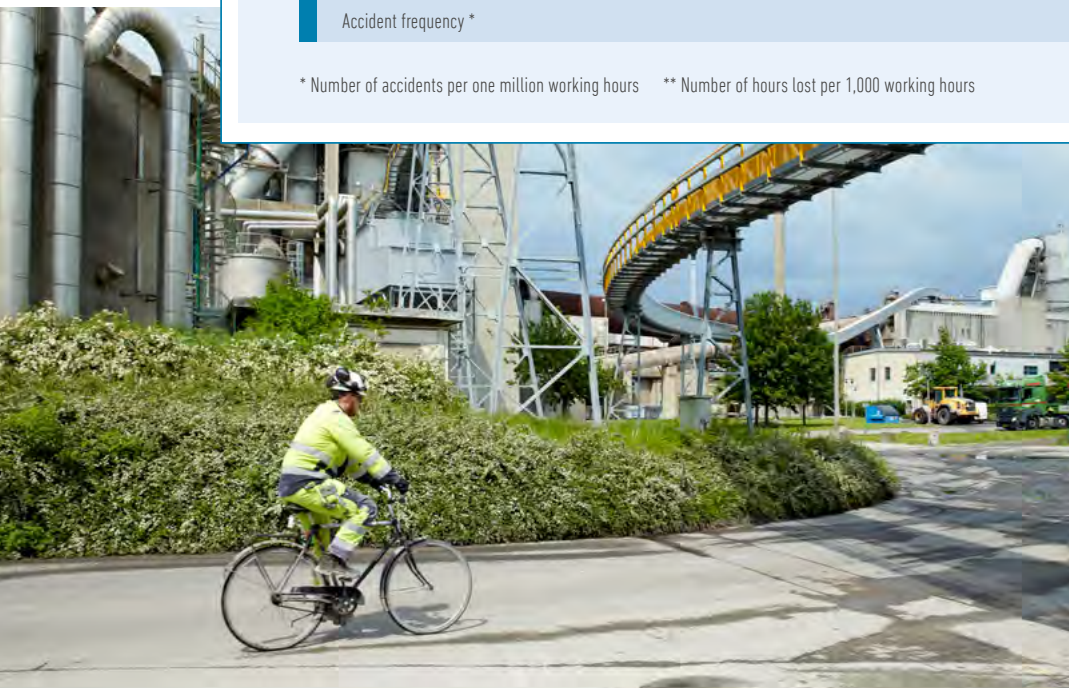 Accident frequency *
* Number of accidents per one million working hours ** Number of hours lost per 1,000 working hours